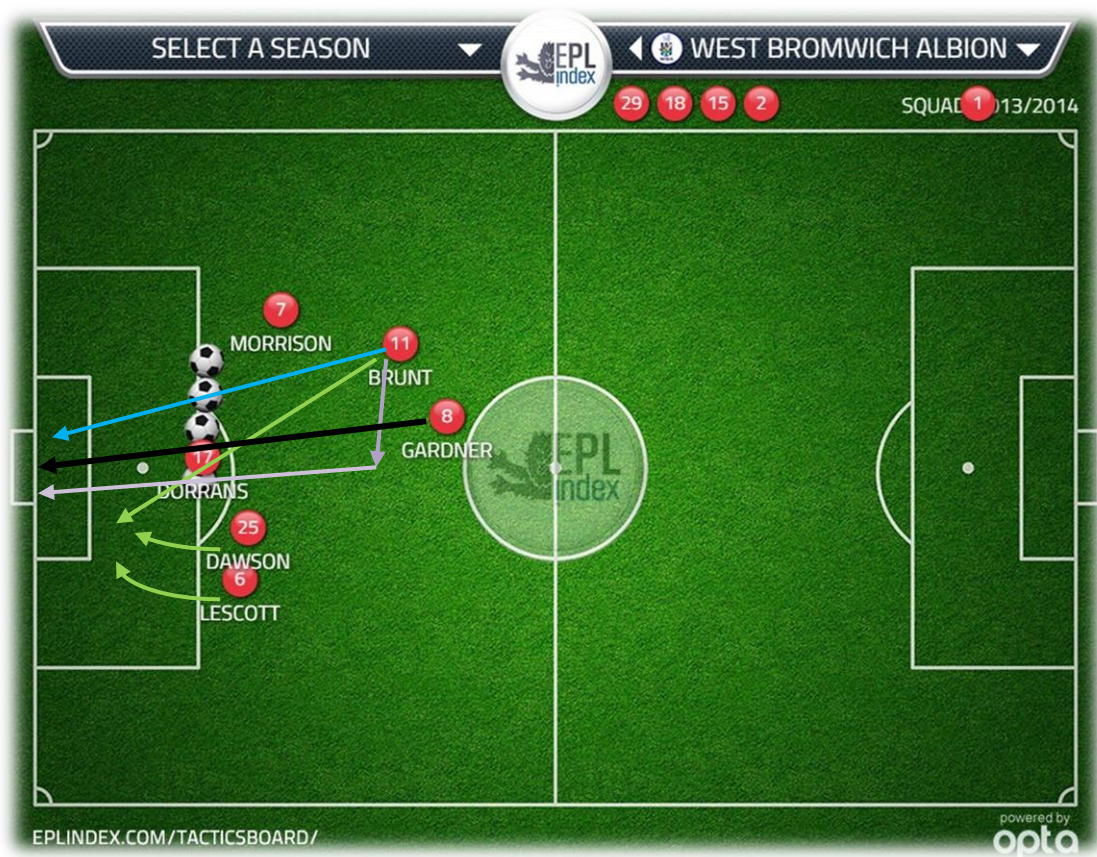 SELECT A SEASON
EPL
index
WEST BROMWICH ALBION
29 18 15 2
SQUAD 1 013/2014
7
MORRISON
11
BRUNT
8
GARDNER
EPL
index
17
DORRANS
25
DAWSON
6
LESCOTT
EPLINDEX.COM/TACTICSBOARD/
powered by
opta